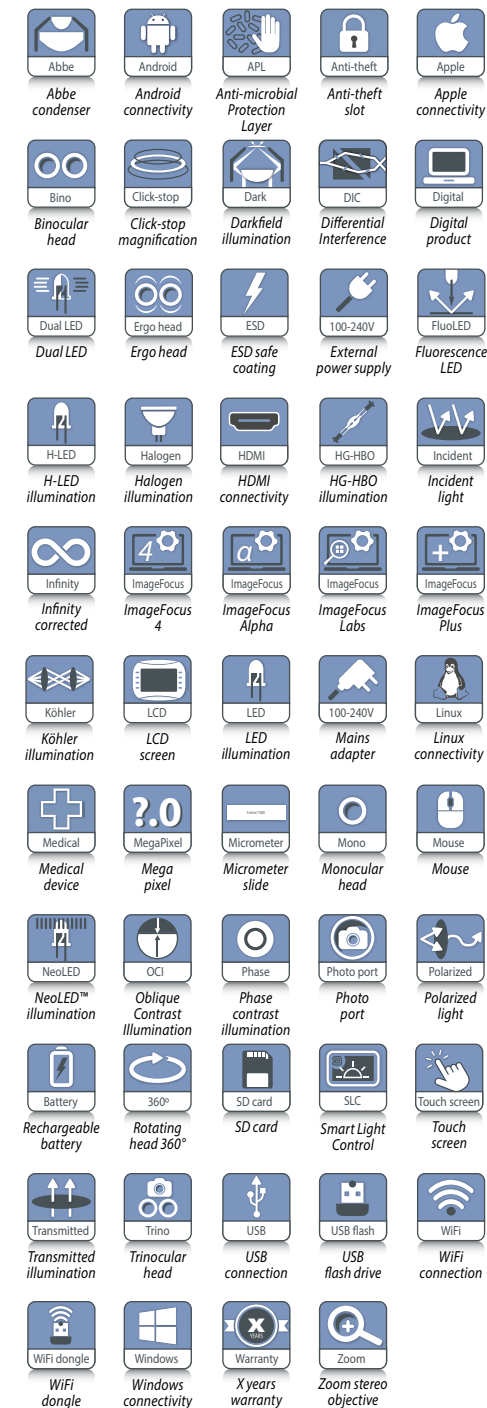 Abbe
Android
APL
Anti-theft
Apple
Abbe
condenser
Android
connectivity
Anti-microbial
Protection
Layer
Anti-theft
slot
Apple
connectivity
Bino
Click-stop
Dark
DIC
Digital
Binocular
head
Click-stop
magnification
Darkfield
illumination
Differential
Interference
Digital
product
Dual LED
Ergo head
ESD
100-240V
FluoLED
Dual LED
Ergo head
ESD safe
coating
External
power supply
Fluorescence
LED
H-LED
Halogen
HDMI
HG-HBO
Incident
H-LED
illumination
Halogen
illumination
HDMI
connectivity
HG-HBO
illumination
Incident
light
Infinity
4
ImageFocus
α
ImageFocus
ImageFocus
+
ImageFocus
Infinity
corrected
ImageFocus
4
ImageFocus
Alpha
ImageFocus
Labs
ImageFocus
Plus
Köhler
LCD
LED
100-240V
Linux
Köhler
illumination
LCD
screen
LED
illumination
Mains
adapter
Linux
connectivity
Medical
?.0
MegaPixel
Micrometer
Mono
Mouse
Medical
device
Mega
pixel
Micrometer
slide
Monocular
head
Mouse
NeoLED
OCI
Phase
Photo port
Polarized
NeoLED™
illumination
Oblique
Contrast
Illumination
Phase
contrast
illumination
Photo
port
Polarized
light
Battery
360º
SD card
SLC
Touch screen
Rechargeable
battery
Rotating
head 360°
SD card
Smart Light
Control
Touch
screen
Transmitted
Trino
USB
USB flash
WiFi
Transmitted
illumination
Trinocular
head
USB
connection
USB
flash drive
WiFi
connection
WiFi dongle
Windows
X
YEARS
Warranty
Zoom
WiFi
dongle
Windows
connectivity
X years
warranty
Zoom stereo
objective